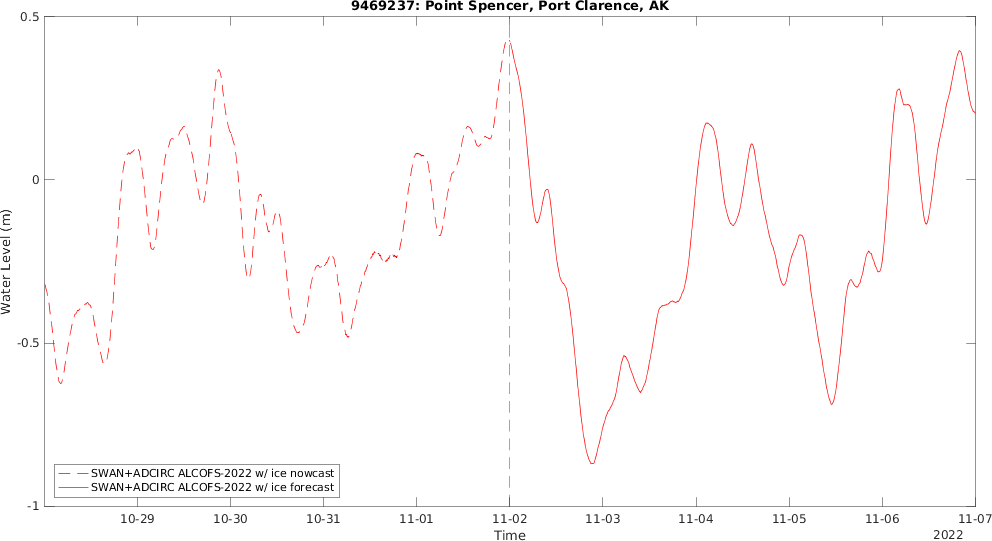 9469237: Point Spencer, Port Clarence, AK
0.5
0
-0.5
-1
Water Level (m)
SWAN+ADCIRC ALCOFS-2022 w/ ice nowcast
SWAN+ADCIRC ALCOFS-2022 w/ ice forecast
10-29 10-30 10-31 11-01 11-02 11-03 11-04 11-05 11-06 11-07
Time
2022